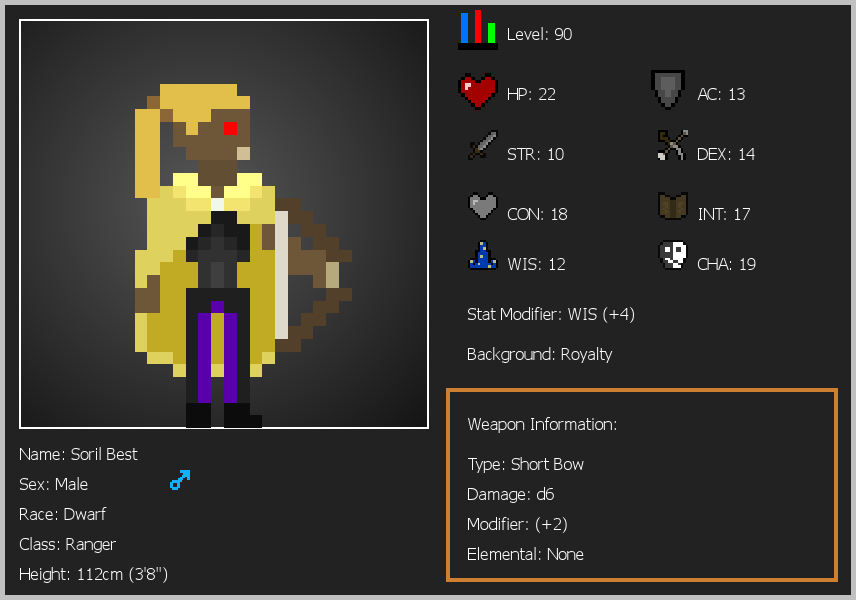 Level: 90
HP: 22
AC: 13
STR: 10
DEX: 14
CON: 18
INT: 17
WIS: 12
CHA: 19
Stat Modifier: WIS (+4)
Background: Royalty
Weapon Information:
Type: Short Bow
Damage: d6
Modifier: (+2)
Elemental: None
Name: Soril Best
Sex: Male
Race: Dwarf
Class: Ranger
Height: 112cm (3'8")